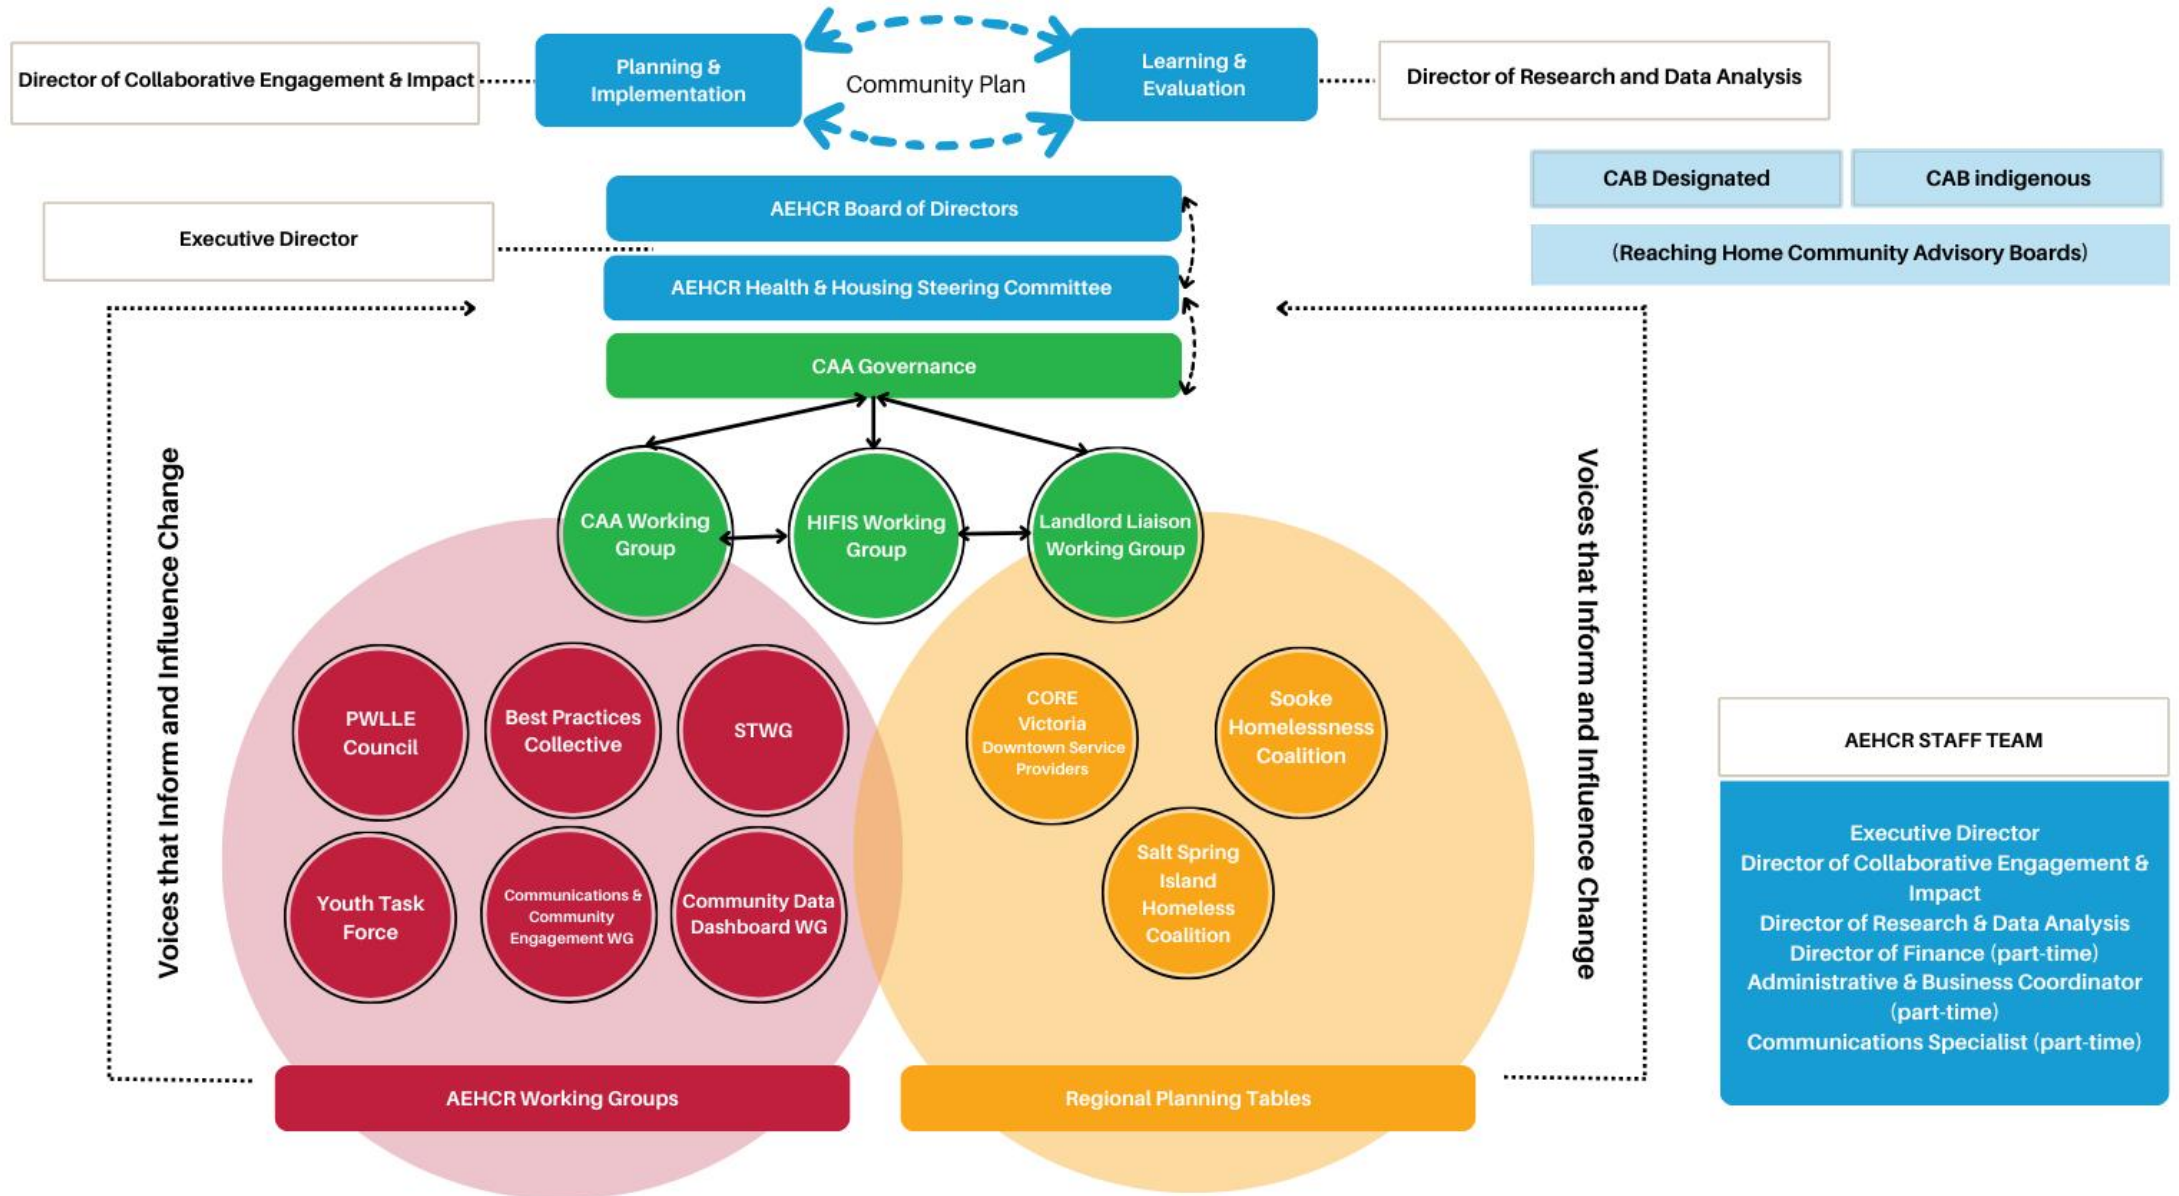 Director of Collaborative Engagement & Impact
Planning &
Implementation
Community Plan
Learning &
Evaluation
Director of Research and Data Analysis
CAB Designated
CAB indigenous
(Reaching Home Community Advisory Boards)
AEHCR Board of Directors
Executive Director
AEHCR Health & Housing Steering Committee
CAA Governance
CAA Working
Group
HIFIS Working
Group
Landlord Liaison
Working Group
Voices that Inform and Influence Change
PWLLE
Council
Best Practices
Collective
STWG
Youth Task
Force
Communications &
Community
Engagement WG
Community Data
Dashboard WG
AEHCR Working Groups
CORE
Victoria
Downtown Service
Providers
Sooke
Homelessness
Coalition
Salt Spring
Island
Homeless
Coalition
Regional Planning Tables
Voices that Inform and Influence Change
AEHCR STAFF TEAM
Executive Director
Director of Collaborative Engagement &
Impact
Director of Research & Data Analysis
Director of Finance (part-time)
Administrative & Business Coordinator
(part-time)
Communications Specialist (part-time)